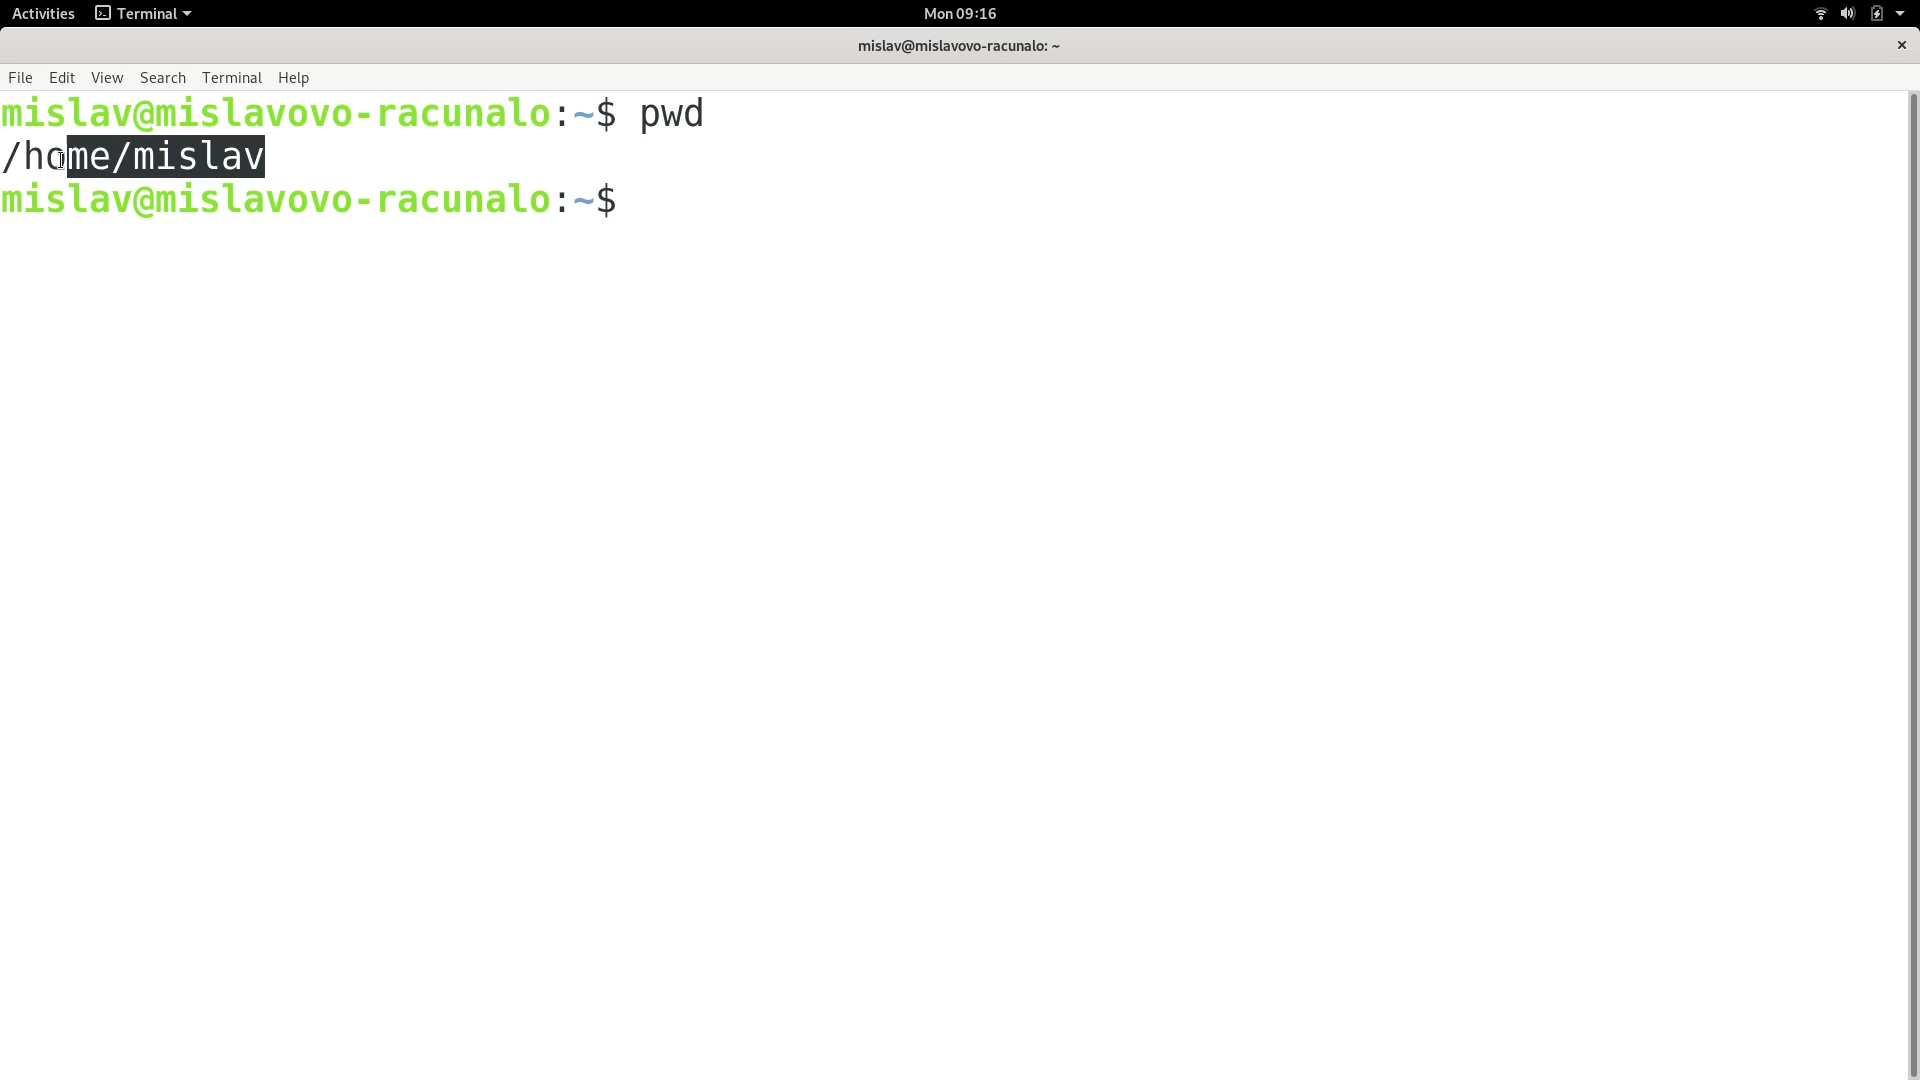 Activities Terminal Mon 09:16
mislav@mislavovo-racunalo: ~
File Edit View Search Terminal Help
mislav@mislavovo-racunalo:~$ pwd
/home/mislav
mislav@mislavovo-racunalo:~$